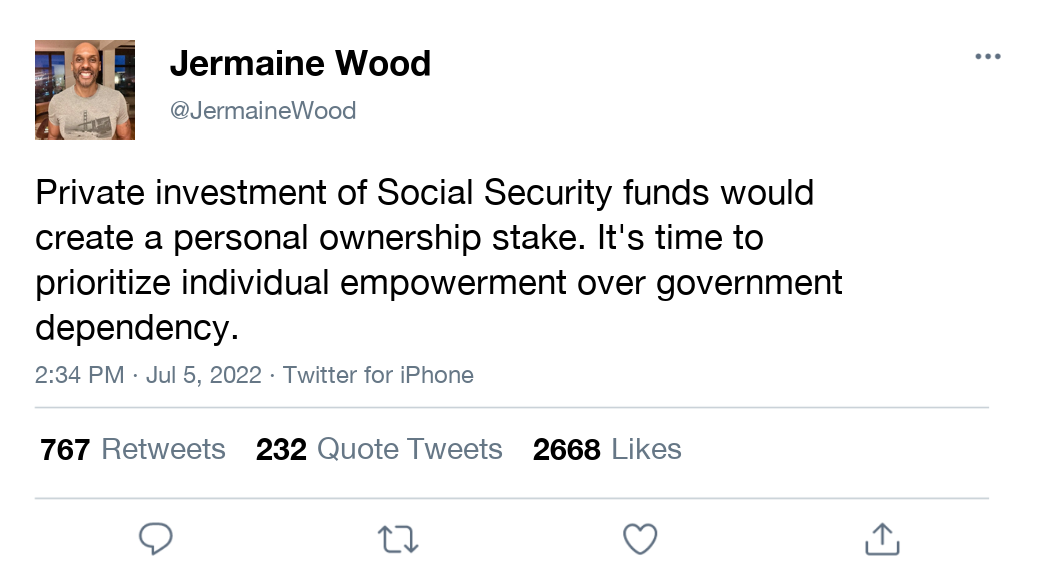 Jermaine Wood
@JermaineWood
Private investment of Social Security funds would
create a personal ownership stake. It's time to
prioritize individual empowerment over government
dependency.
2:34 PM · Jul 5, 2022 · Twitter for iPhone
767 Retweets 232 Quote Tweets 2668 Likes